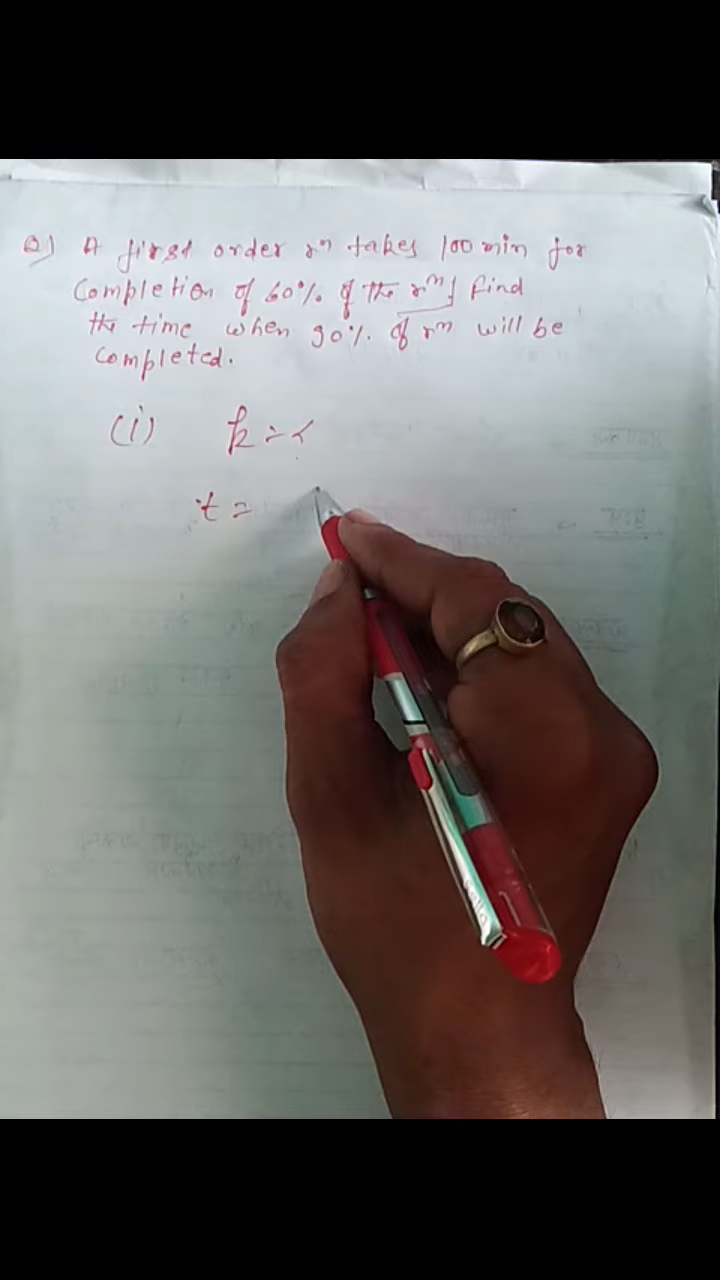 Q) A first order rn takes 100 min for
Completion of 60% of the rn, find
the time when 90% of rn will be
completed.
(i) k =
t =
cello